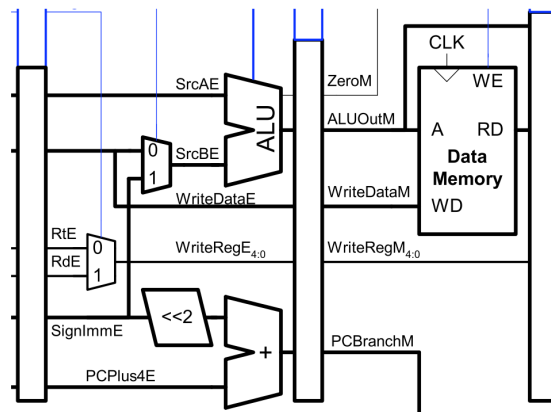 CLK
SrcAE
ZeroM
WE
ALU
ALUOutM
A
RD
0
SrcBE
1
Data
Memory
WriteDataE
WriteDataM
WD
RtE
0
WriteRegE4:0
WriteRegM4:0
RdE
1
<<2
SignImmE
+
PCBranchM
PCPlus4E